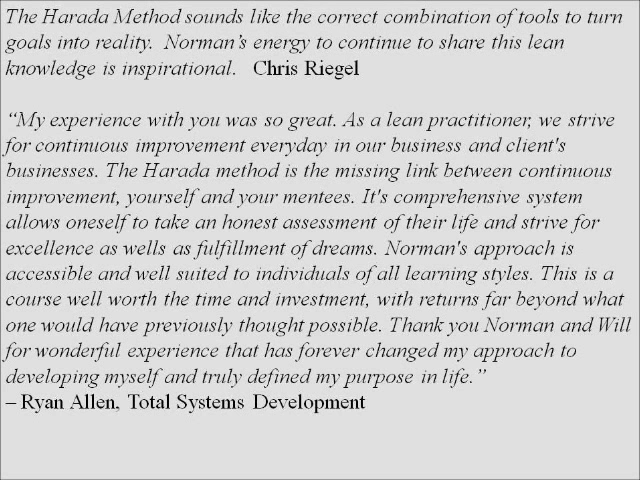 The Harada Method sounds like the correct combination of tools to turn
goals into reality.  Norman's energy to continue to share this lean
knowledge is inspirational.   Chris Riegel
“My experience with you was so great. As a lean practitioner, we strive
for continuous improvement everyday in our business and client's
businesses. The Harada method is the missing link between continuous
improvement, yourself and your mentees. It's comprehensive system
allows oneself to take an honest assessment of their life and strive for
excellence as wells as fulfillment of dreams. Norman's approach is
accessible and well suited to individuals of all learning styles. This is a
course well worth the time and investment, with returns far beyond what
one would have previously thought possible. Thank you Norman and Will
for wonderful experience that has forever changed my approach to
developing myself and truly defined my purpose in life.”
– Ryan Allen, Total Systems Development